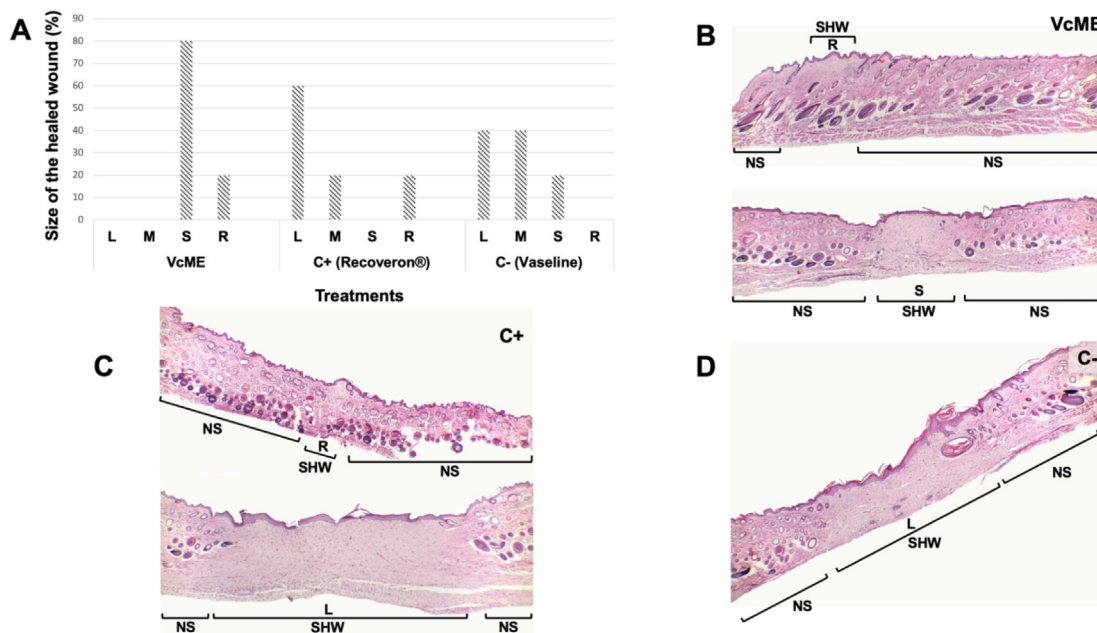 A
Size of the healed wound (%)
90
80
70
60
50
40
30
20
10
0
L M S R L M S R L M S R
VcME C+ (Recoveron®) C- (Vaseline)
Treatments
B
VcME
SHW
R
NS NS
S
NS SHW NS
C
C+
NS
R
SHW
NS
L
NS SHW NS
D
C-
NS
L
SHW
NS